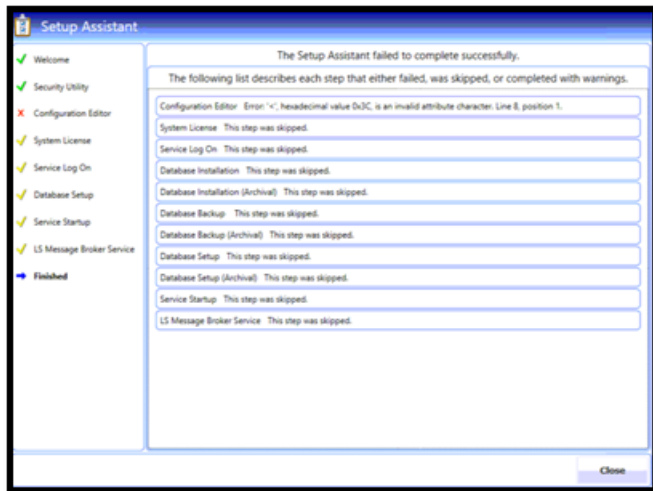 Setup Assistant
Welcome
Security Utility
Configuration Editor
System License
Service Log On
Database Setup
Service Startup
LS Message Broker Service
Finished
The Setup Assistant failed to complete successfully.
The following list describes each step that either failed, was skipped, or completed with warnings.
Configuration Editor Error: '<', hexadecimal value 0x3C, is an invalid attribute character. Line 8, position 1.
System License This step was skipped.
Service Log On This step was skipped.
Database Installation This step was skipped.
Database Installation (Archival) This step was skipped.
Database Backup This step was skipped.
Database Backup (Archival) This step was skipped.
Database Setup This step was skipped.
Database Setup (Archival) This step was skipped.
Service Startup This step was skipped.
LS Message Broker Service This step was skipped.
Close